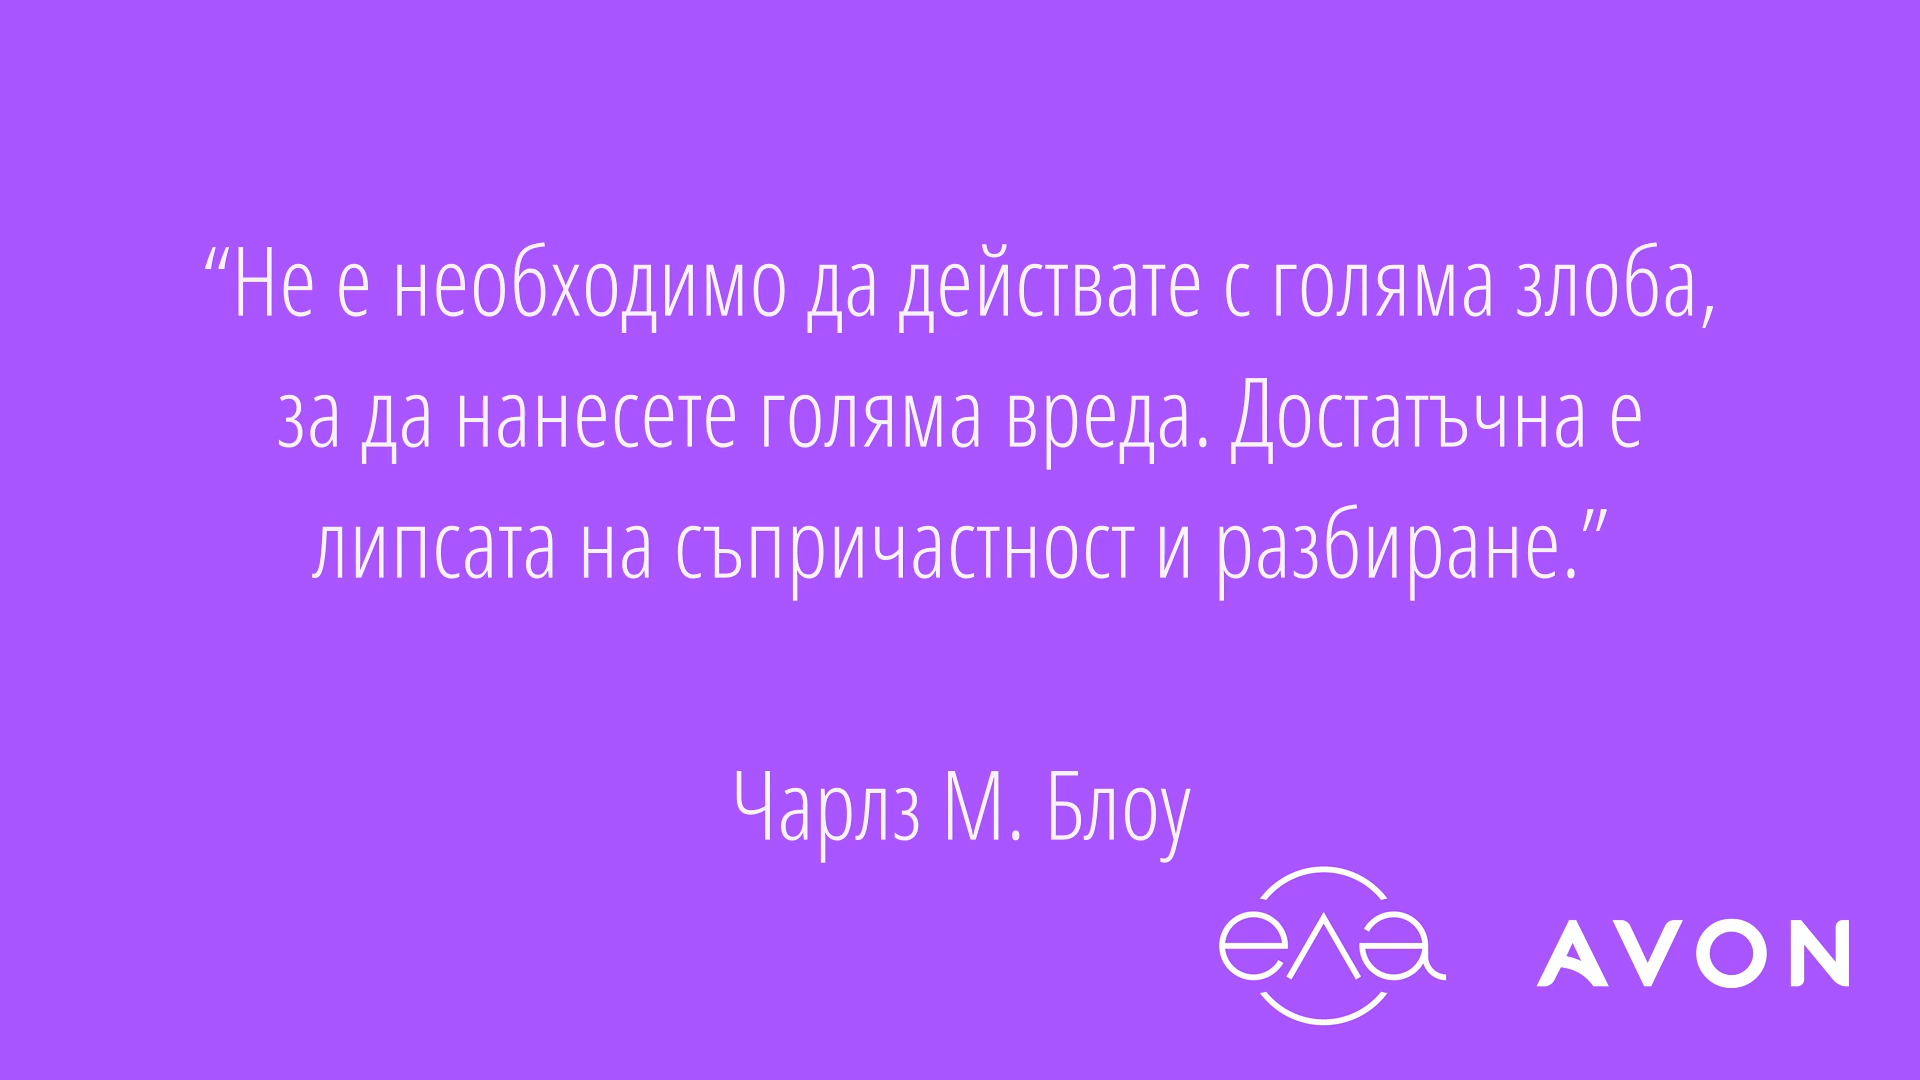 “Не е необходимо да действате с голяма злоба,
за да нанесете голяма вреда. Достатъчна е
липсата на съпричастност и разбиране.”
Чарлз М. Блоу
ела
AVON